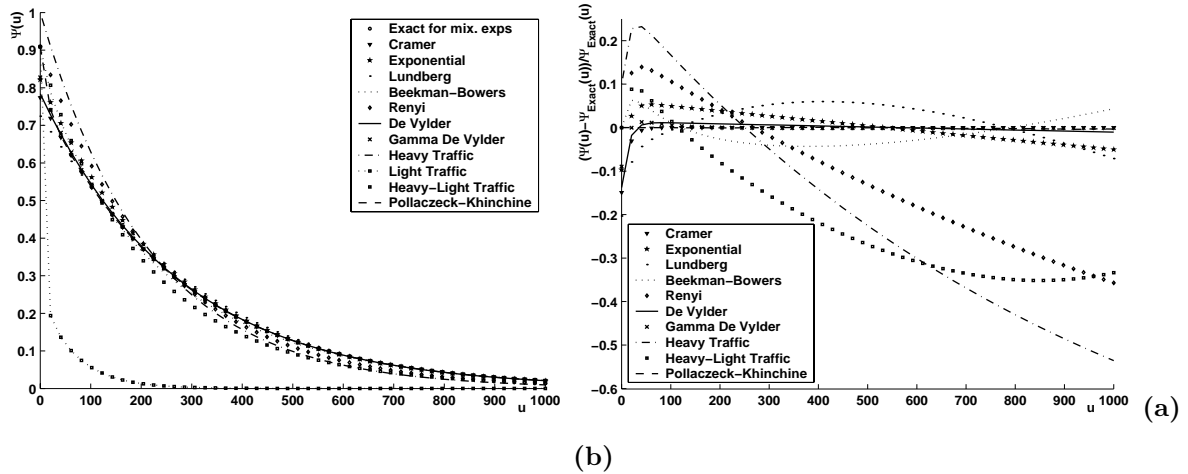 Ψ(u)
1
0.9
0.8
0.7
0.6
0.5
0.4
0.3
0.2
0.1
0
0 100 200 300 400 500 600 700 800 900 1000
u
Exact for mix. exps
Cramer
Exponential
Lundberg
Beekman−Bowers
Renyi
De Vylder
Gamma De Vylder
Heavy Traffic
Light Traffic
Heavy−Light Traffic
Pollaczeck−Khinchine
(Ψ(u)−Ψ_Exact(u))/Ψ_Exact(u)
0.2
0.1
0
−0.1
−0.2
−0.3
−0.4
−0.5
−0.6
0 100 200 300 400 500 600 700 800 900 1000
u
Cramer
Exponential
Lundberg
Beekman−Bowers
Renyi
De Vylder
Gamma De Vylder
Heavy Traffic
Heavy−Light Traffic
Pollaczeck−Khinchine
(a)
(b)